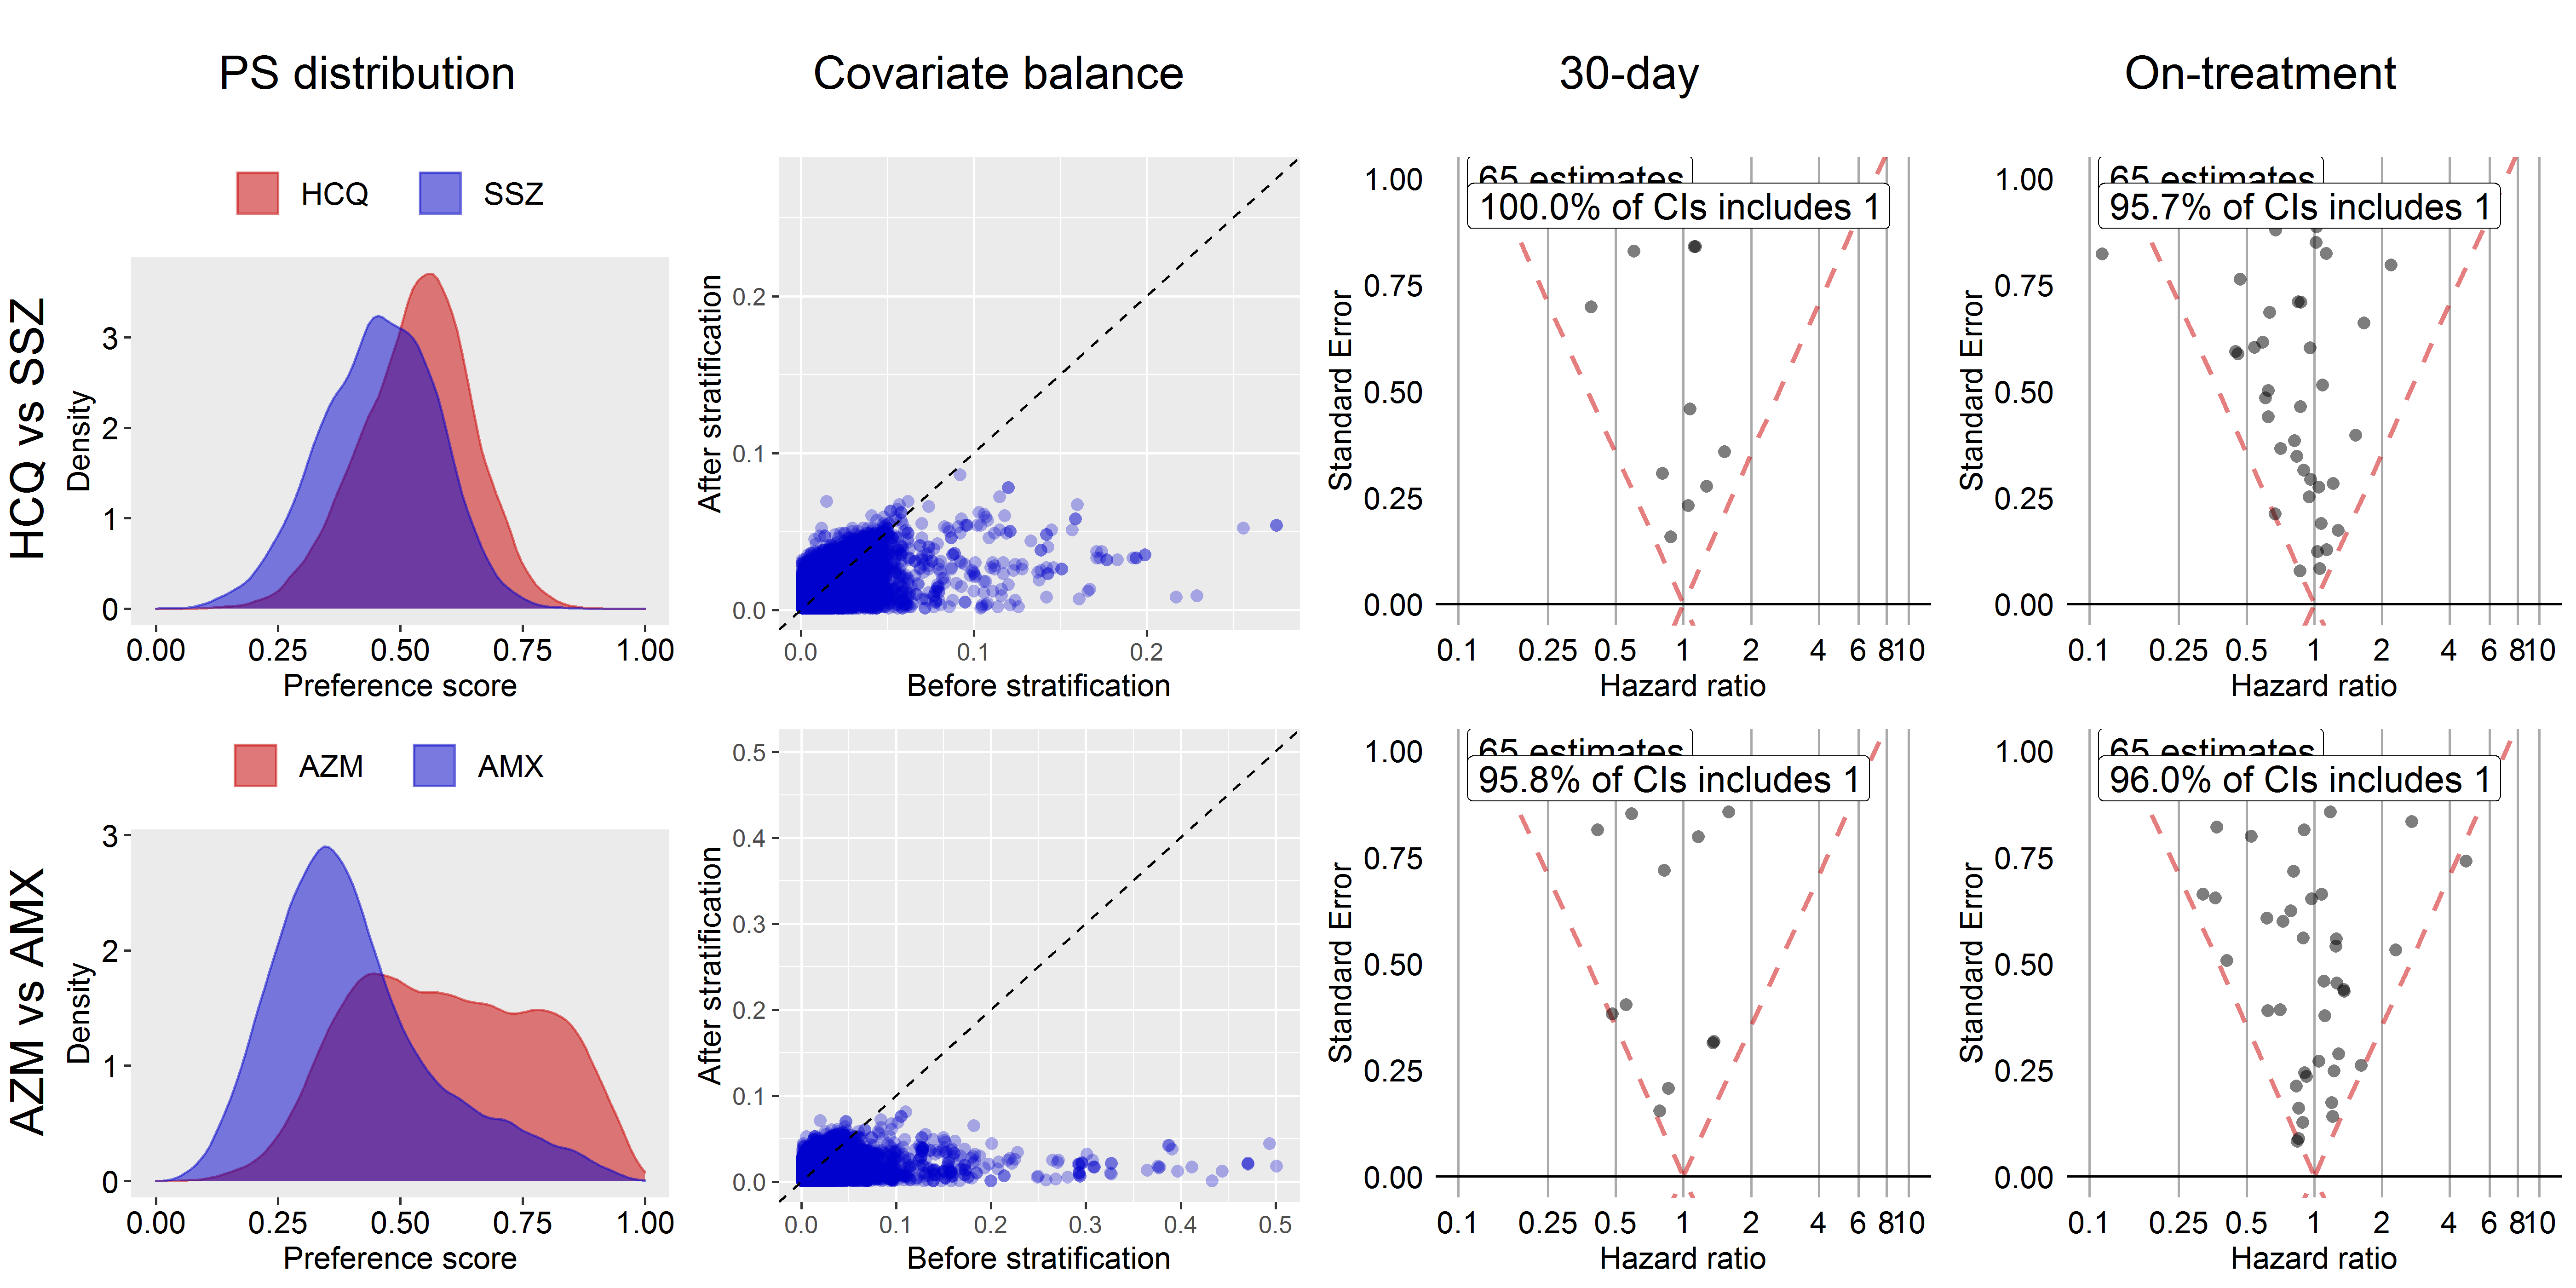 PS distribution
Covariate balance
30-day
On-treatment
HCQ vs SSZ
HCQ SSZ
Density
3
2
1
0
0.00 0.25 0.50 0.75 1.00
Preference score
After stratification
0.2
0.1
0.0
0.0 0.1 0.2
Before stratification
65 estimates
100.0% of CIs includes 1
Standard Error
1.00
0.75
0.50
0.25
0.00
0.1 0.25 0.5 1 2 4 6 8 10
Hazard ratio
65 estimates
95.7% of CIs includes 1
Standard Error
1.00
0.75
0.50
0.25
0.00
0.1 0.25 0.5 1 2 4 6 8 10
Hazard ratio
AZM vs AMX
AZM AMX
Density
3
2
1
0
0.00 0.25 0.50 0.75 1.00
Preference score
After stratification
0.5
0.4
0.3
0.2
0.1
0.0
0.0 0.1 0.2 0.3 0.4 0.5
Before stratification
65 estimates
95.8% of CIs includes 1
Standard Error
1.00
0.75
0.50
0.25
0.00
0.1 0.25 0.5 1 2 4 6 8 10
Hazard ratio
65 estimates
96.0% of CIs includes 1
Standard Error
1.00
0.75
0.50
0.25
0.00
0.1 0.25 0.5 1 2 4 6 8 10
Hazard ratio